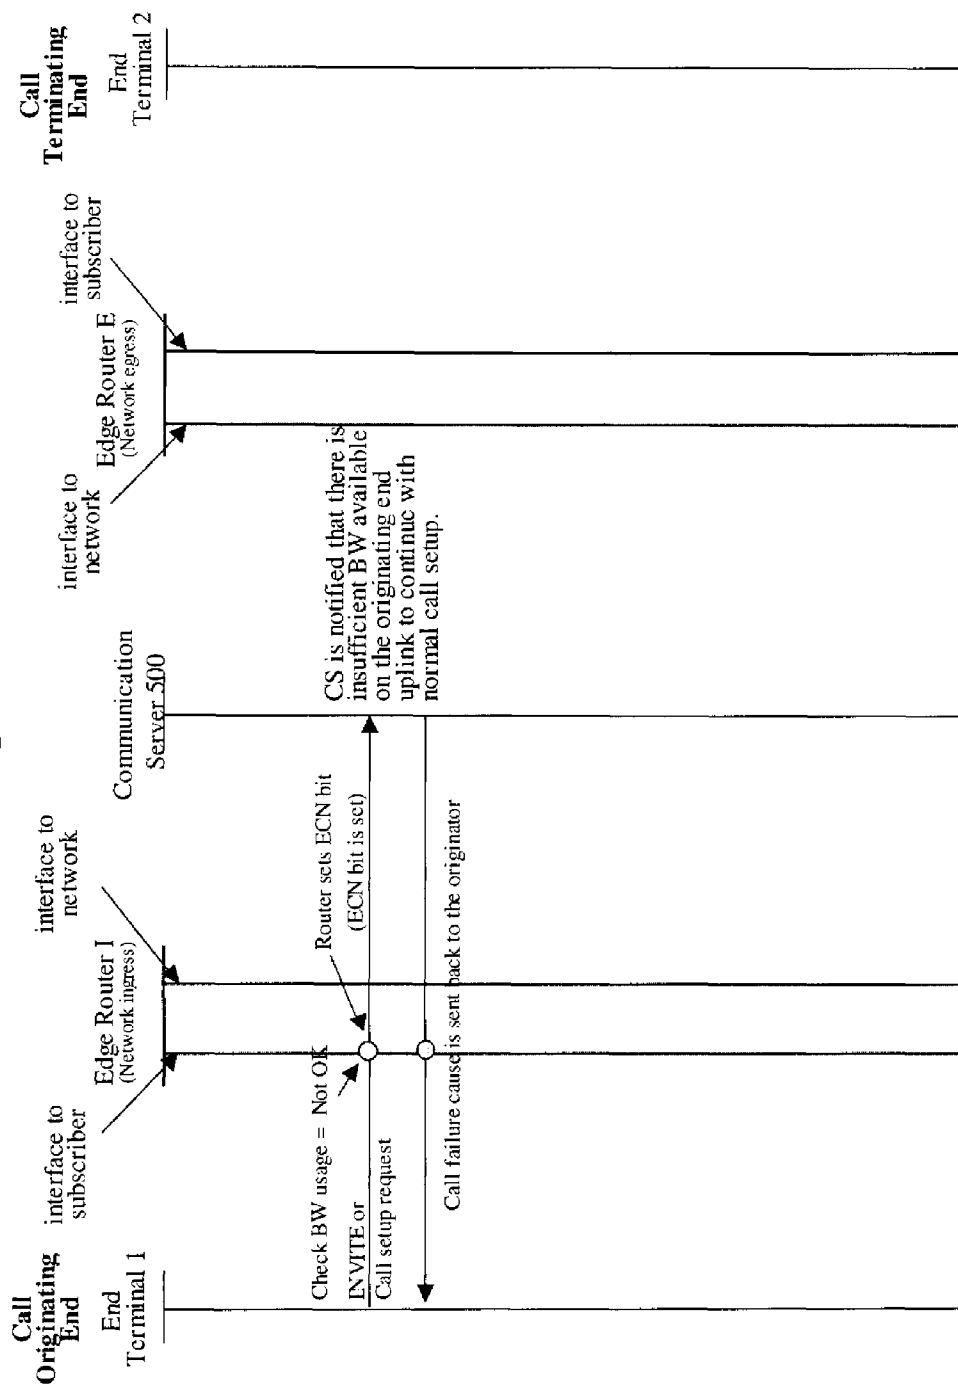 Call
Originating
End
End
Terminal 1
interface to
subscriber
Edge Router I
(Network ingress)
interface to
network
Communication
Server 500
interface to
network
Edge Router E
(Network egress)
interface to
subscriber
Call
Terminating
End
End
Terminal 2
Check BW usage = Not OK
INVITE or
Call setup request
Router sets ECN bit
(ECN bit is set)
CS is notified that there is
insufficient BW available
on the originating end
uplink to continue with
normal call setup.
Call failure cause is sent back to the originator